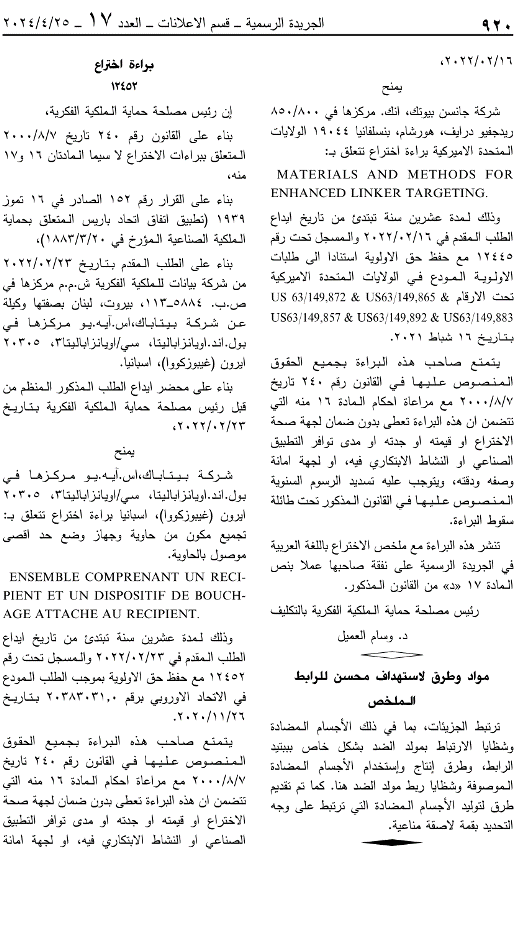 ٩٢٠
الجريدة الرسمية – قسم الاعلانات – العدد ١٧ – ٢٠٢٤/٤/٢٥
٢٠٢٢/٠٢/١٦،
يمنح
شركة جانسن بيوتك، انك. مركزها في ٨٥٠/٨٠٠
ريدجفيو درايف، هورشام، بنسلفانيا ١٩٠٤٤ الولايات
المتحدة الاميركية براءة اختراع تتعلق بـ:
MATERIALS AND METHODS FOR
ENHANCED LINKER TARGETING.
وذلك لمدة عشرين سنة تبتدئ من تاريخ ايداع
الطلب المقدم في ٢٠٢٢/٠٢/١٦ والمسجل تحت رقم
١٢٤٤٥ مع حفظ حق الاولوية استنادا الى طلبات
الاولوية المودع في الولايات المتحدة الاميركية
تحت الارقام US 63/149,872 & US63/149,865 &
US63/149,857 & US63/149,892 & US63/149,883
بتاريخ ١٦ شباط ٢٠٢١.
يتمتع صاحب هذه البراءة بجميع الحقوق
المنصوص عليها في القانون رقم ٢٤٠ تاريخ
٢٠٠٠/٨/٧ مع مراعاة احكام المادة ١٦ منه التي
تتضمن ان هذه البراءة تعطى بدون ضمان لجهة صحة
الاختراع او قيمته او جدته او مدى توافر التطبيق
الصناعي او النشاط الابتكاري فيه، او لجهة امانة
وصفه ودقته، ويتوجب عليه تسديد الرسوم السنوية
المنصوص عليها في القانون المذكور تحت طائلة
سقوط البراءة.
تنشر هذه البراءة مع ملخص الاختراع باللغة العربية
في الجريدة الرسمية على نفقة صاحبها عملا بنص
المادة ١٧ «د» من القانون المذكور.
رئيس مصلحة حماية الملكية الفكرية بالتكليف
د. وسام العميل
مواد وطرق لاستهداف محسن للرابط
الملخص
ترتبط الجزيئات، بما في ذلك الأجسام المضادة
وشظايا الارتباط بمولد الضد بشكل خاص ببيتيد
الرابط، وطرق إنتاج وإستخدام الأجسام المضادة
الموصوفة وشظايا ربط مولد الضد هنا. كما تم تقديم
طرق لتوليد الأجسام المضادة التي ترتبط على وجه
التحديد بقمة لاصقة مناعية.
براءة اختراع
١٢٤٥٢
إن رئيس مصلحة حماية الملكية الفكرية،
بناء على القانون رقم ٢٤٠ تاريخ ٢٠٠٠/٨/٧
المتعلق ببراءات الاختراع لا سيما المادتان ١٦ و١٧
منه،
بناء على القرار رقم ١٥٢ الصادر في ١٦ تموز
١٩٣٩ (تطبيق اتفاق اتحاد باريس المتعلق بحماية
الملكية الصناعية المؤرخ في ١٨٨٣/٣/٢٠)،
بناء على الطلب المقدم بتاريخ ٢٠٢٢/٠٢/٢٣
من شركة بيانات للملكية الفكرية ش.م.م مركزها في
ص.ب. ٥٨٨٤–١١٣، بيروت، لبنان بصفتها وكيلة
عن شركة بيتاباك،اس.آيه.يو مركزها في
بول.اند.اويانزاباليتا، سي/اويانزاباليتا٣، ٢٠٣٠٥
ايرون (غيبوزكووا)، اسبانيا.
بناء على محضر ايداع الطلب المذكور المنظم من
قبل رئيس مصلحة حماية الملكية الفكرية بتاريخ
٢٠٢٢/٠٢/٢٣،
يمنح
شركة بيتاباك،اس.آيه.يو مركزها في
بول.اند.اويانزاباليتا، سي/اويانزاباليتا٣، ٢٠٣٠٥
ايرون (غيبوزكووا)، اسبانيا براءة اختراع تتعلق بـ:
تجميع مكون من حاوية وجهاز وضع حد اقصى
موصول بالحاوية.
ENSEMBLE COMPRENANT UN RECI-
PIENT ET UN DISPOSITIF DE BOUCH-
AGE ATTACHE AU RECIPIENT.
وذلك لمدة عشرين سنة تبتدئ من تاريخ ايداع
الطلب المقدم في ٢٠٢٢/٠٢/٢٣ والمسجل تحت رقم
١٢٤٥٢ مع حفظ حق الاولوية بموجب الطلب المودع
في الاتحاد الاوروبي برقم ٢٠٣٨٣٠٣١,٠ بتاريخ
٢٠٢٠/١١/٢٦.
يتمتع صاحب هذه البراءة بجميع الحقوق
المنصوص عليها في القانون رقم ٢٤٠ تاريخ
٢٠٠٠/٨/٧ مع مراعاة احكام المادة ١٦ منه التي
تتضمن ان هذه البراءة تعطى بدون ضمان لجهة صحة
الاختراع او قيمته او جدته او مدى توافر التطبيق
الصناعي او النشاط الابتكاري فيه، او لجهة امانة